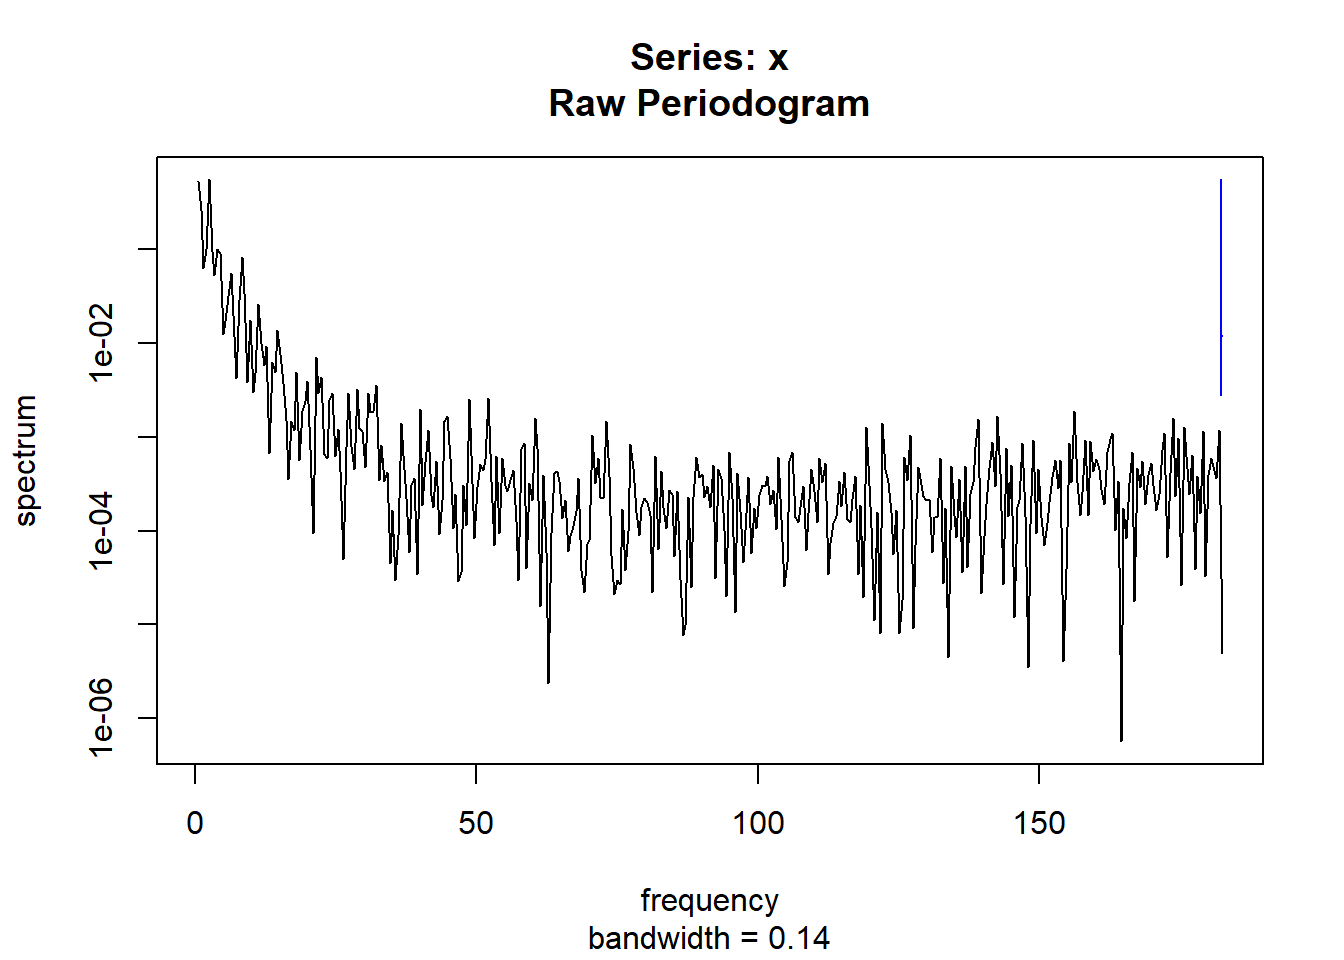 Series: x
Raw Periodogram
spectrum
1e-02
1e-04
1e-06
0 50 100 150
frequency
bandwidth = 0.14